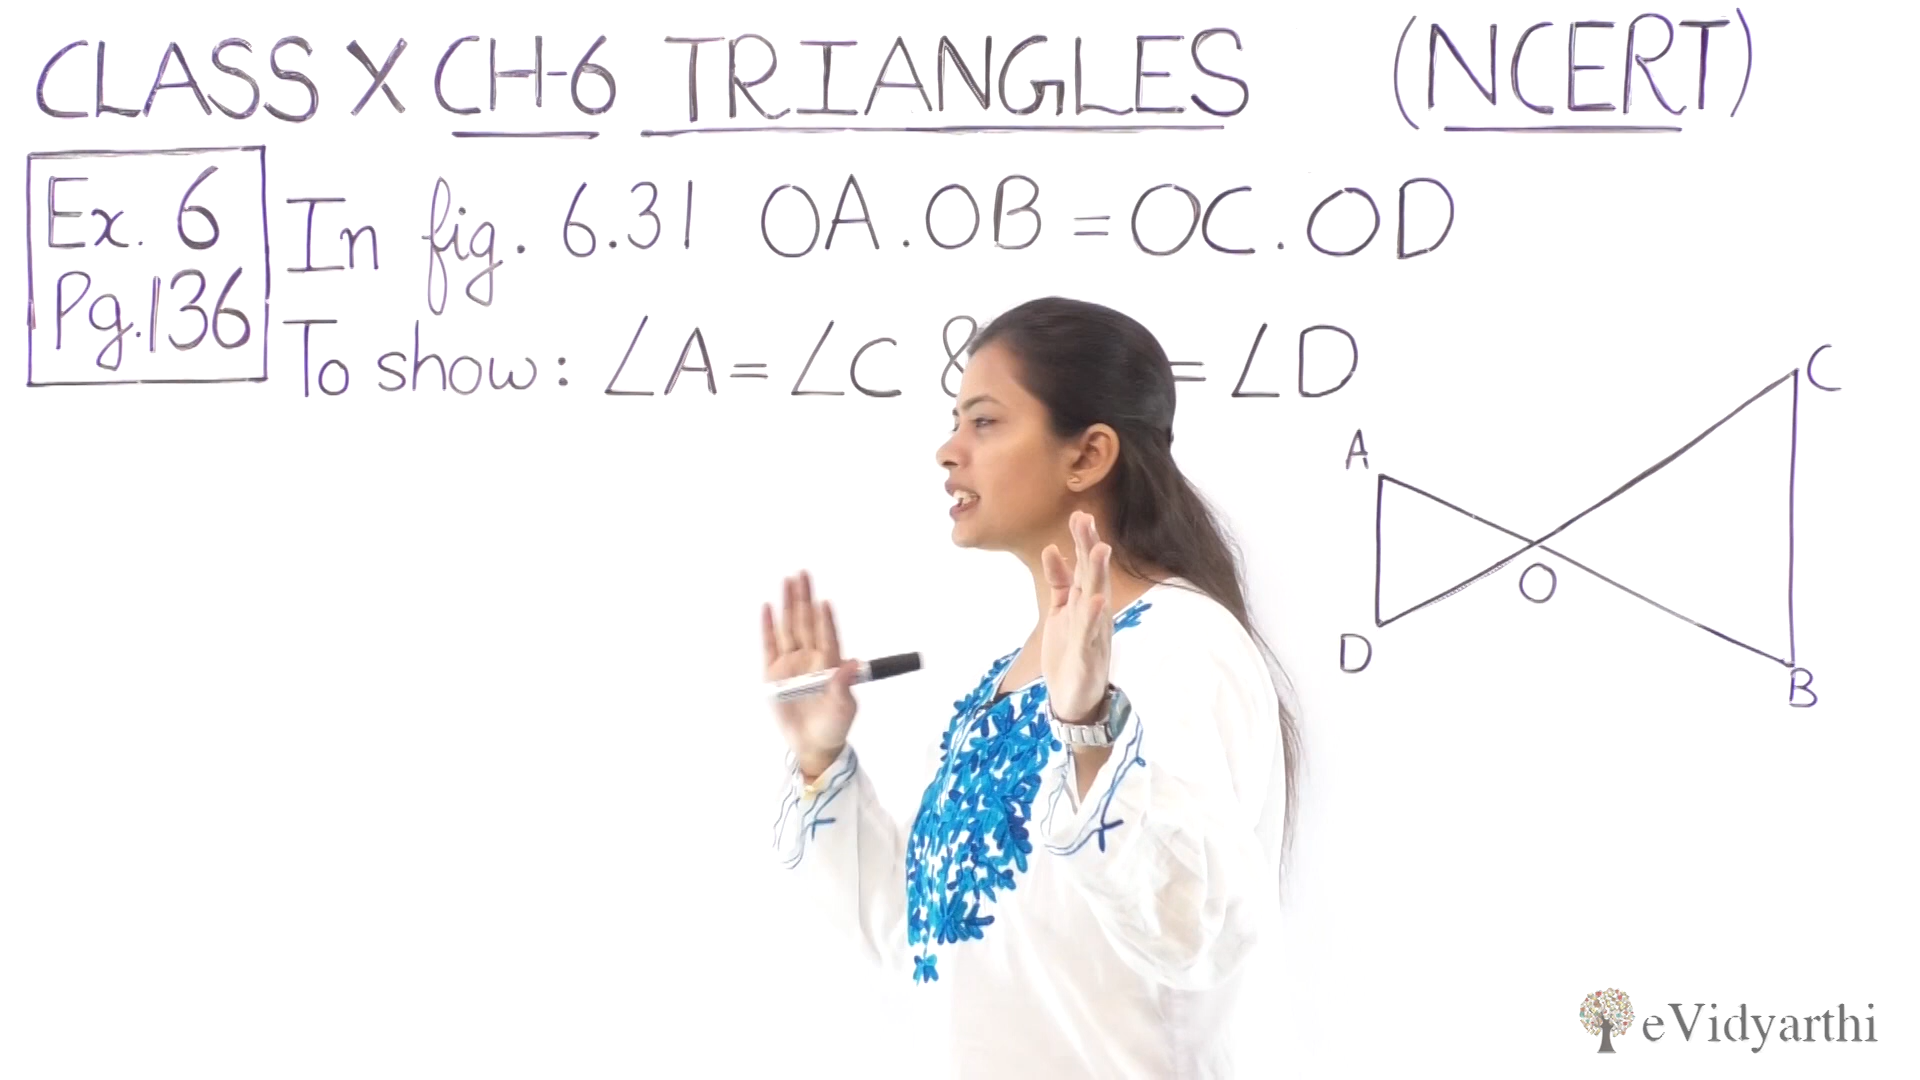 CLASS X CH-6 TRIANGLES (NCERT)
Ex. 6
Pg.136
In fig. 6.31 OA.OB = OC.OD
To show: ∠A = ∠C & = ∠D
C
A
O
D
B
eVidyarthi